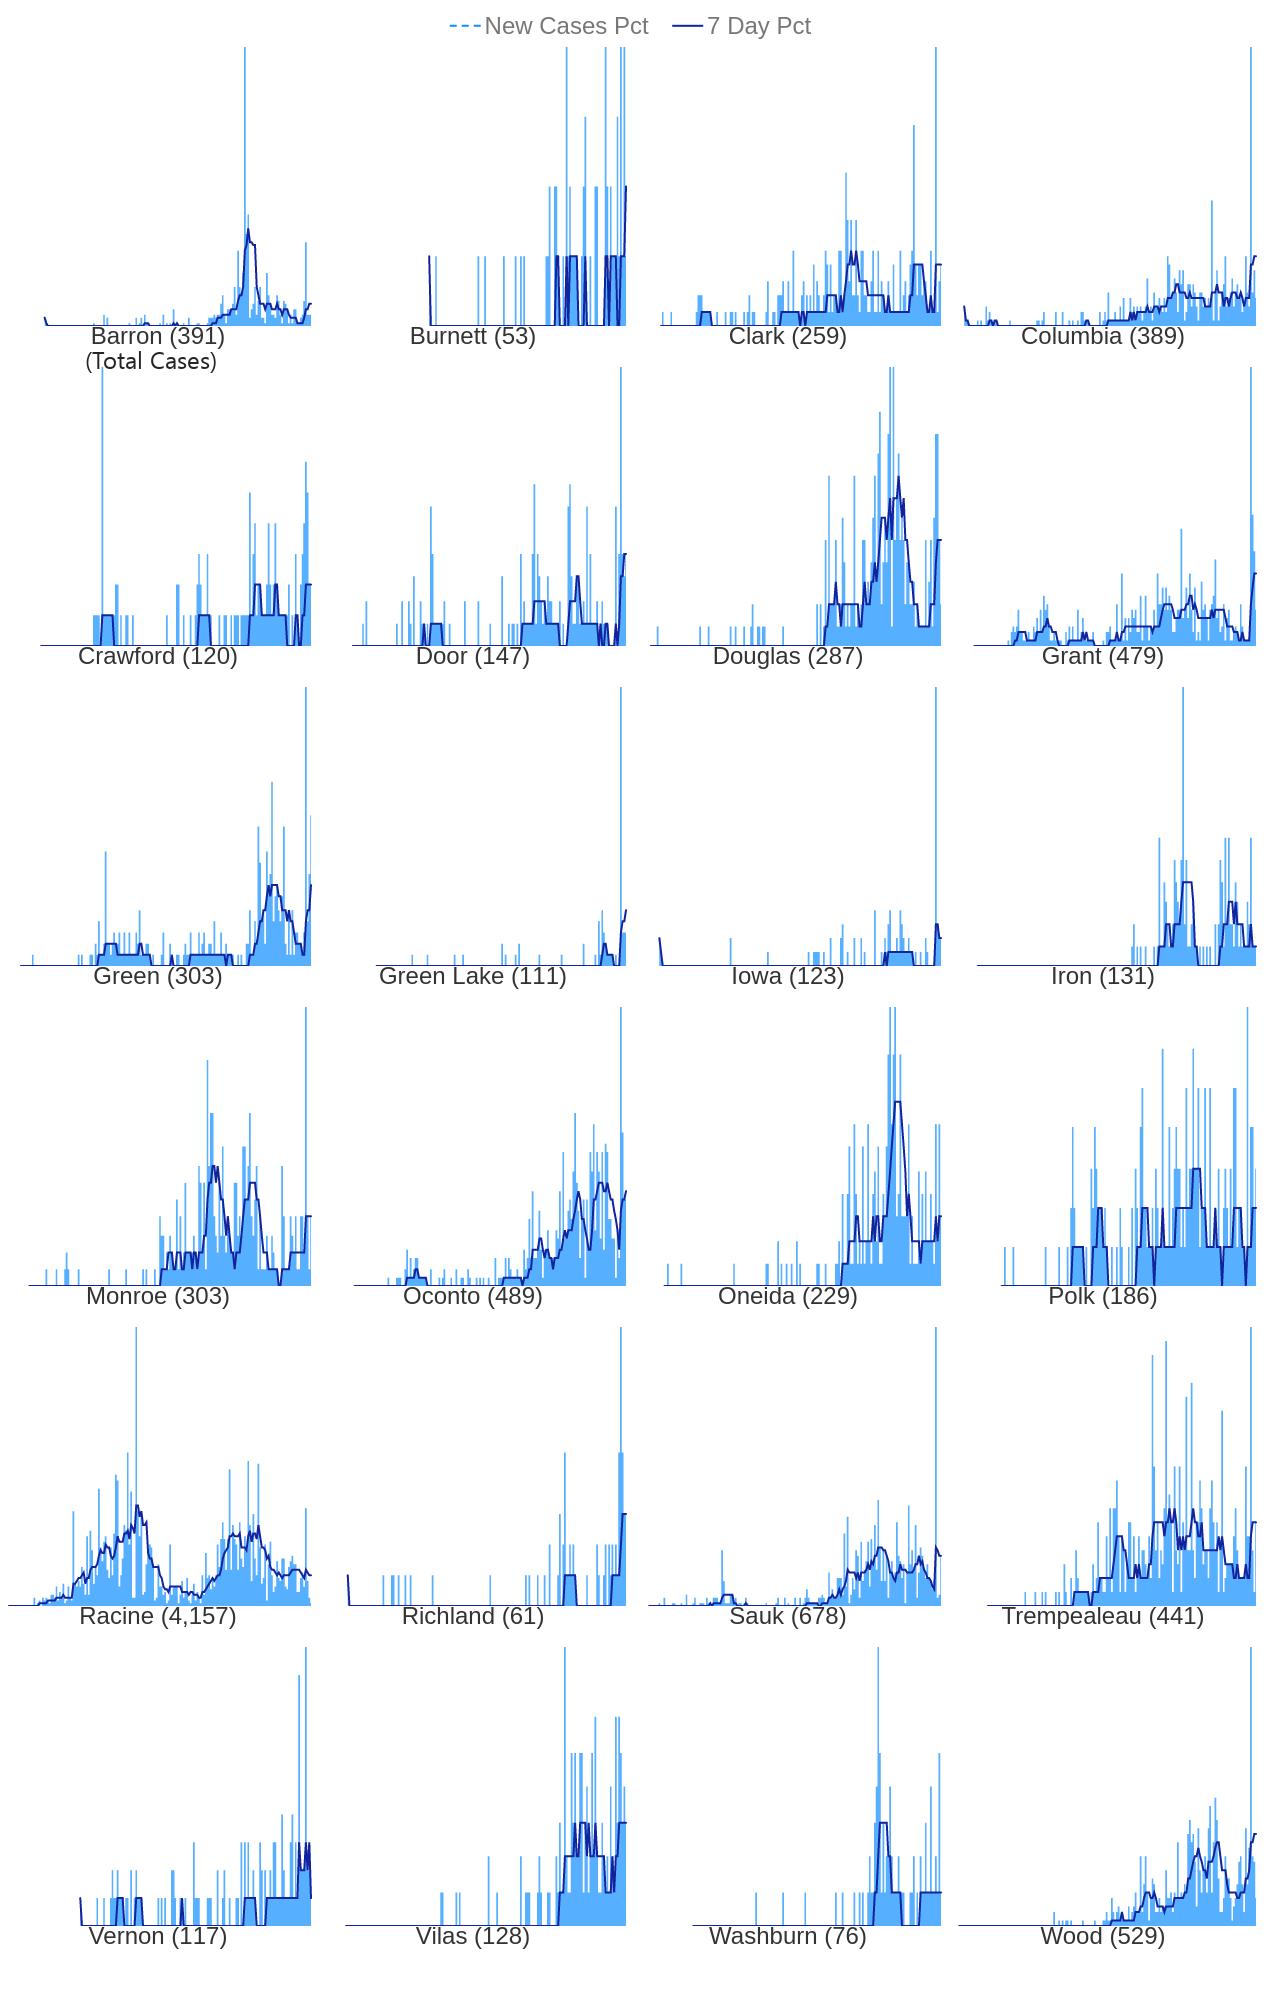 New Cases Pct 7 Day Pct
Barron (391) Burnett (53) Clark (259) Columbia (389)
(Total Cases)
Crawford (120) Door (147) Douglas (287) Grant (479)
Green (303) Green Lake (111) Iowa (123) Iron (131)
Monroe (303) Oconto (489) Oneida (229) Polk (186)
Racine (4,157) Richland (61) Sauk (678) Trempealeau (441)
Vernon (117) Vilas (128) Washburn (76) Wood (529)